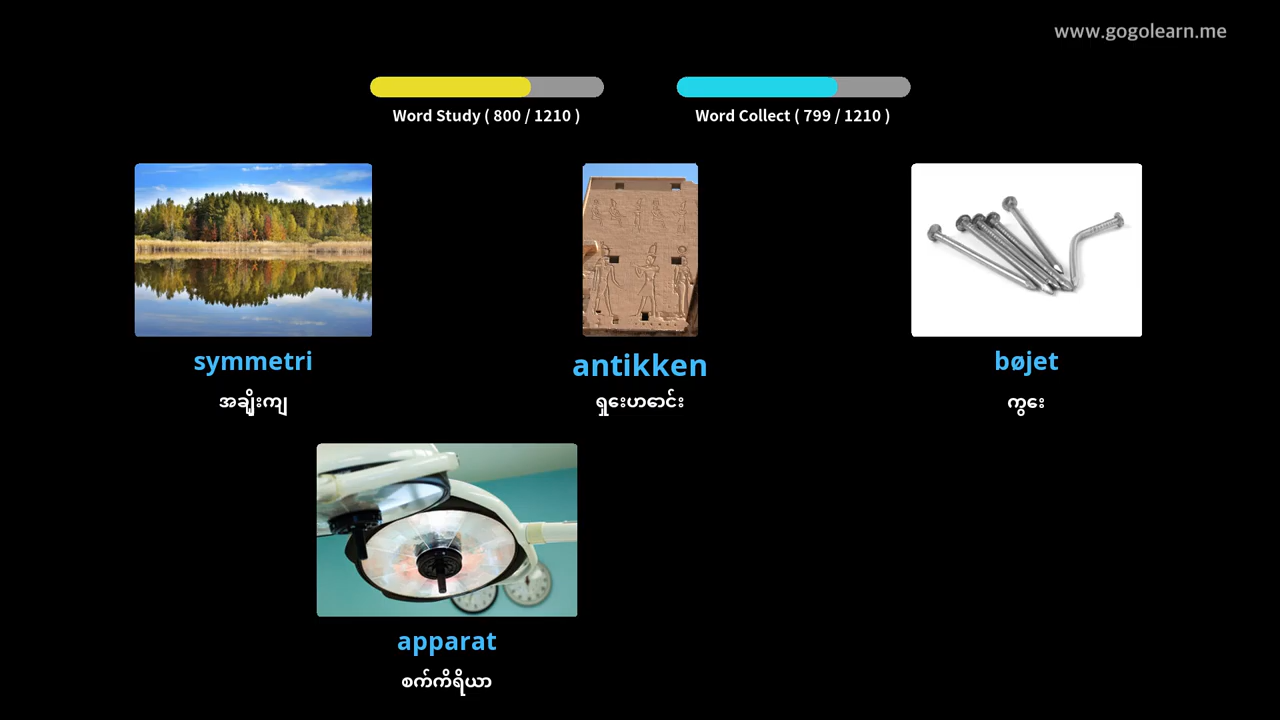 www.gogolearn.me
Word Study ( 800 / 1210 )
Word Collect ( 799 / 1210 )
symmetri
antikken
bøjet
အချိုးကျ
ရှေးဟောင်း
ကွေး
apparat
စက်ကိရိယာ